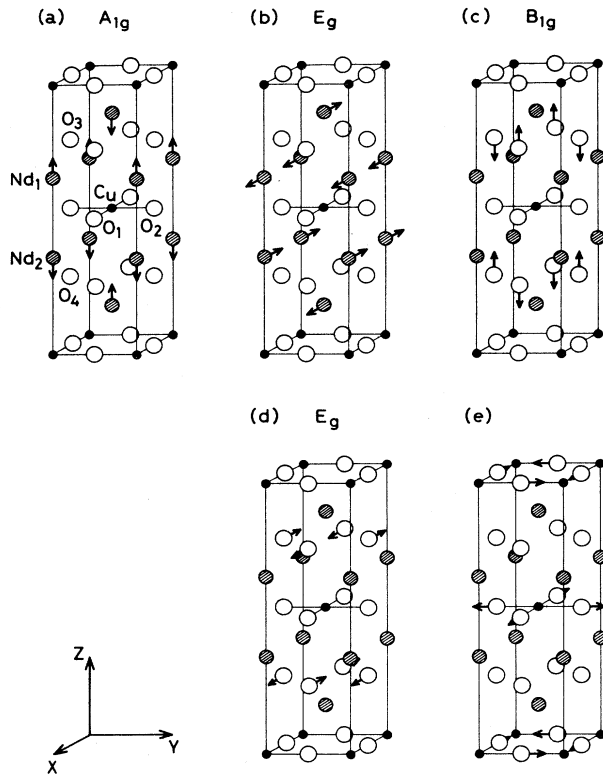 (a) A1g
(b) Eg
(c) B1g
O3
Nd1
Cu
O1
O2
Nd2
O4
(d) Eg
(e)
Z
X
Y